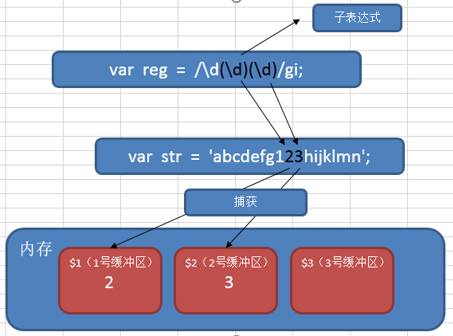 子表达式
var reg = /\d(\d)(\d)/gi;
var str = 'abcdefg123hijklmn';
捕获
内存
$1（1号缓冲区）
2
$2（2号缓冲区）
3
$3（3号缓冲区）